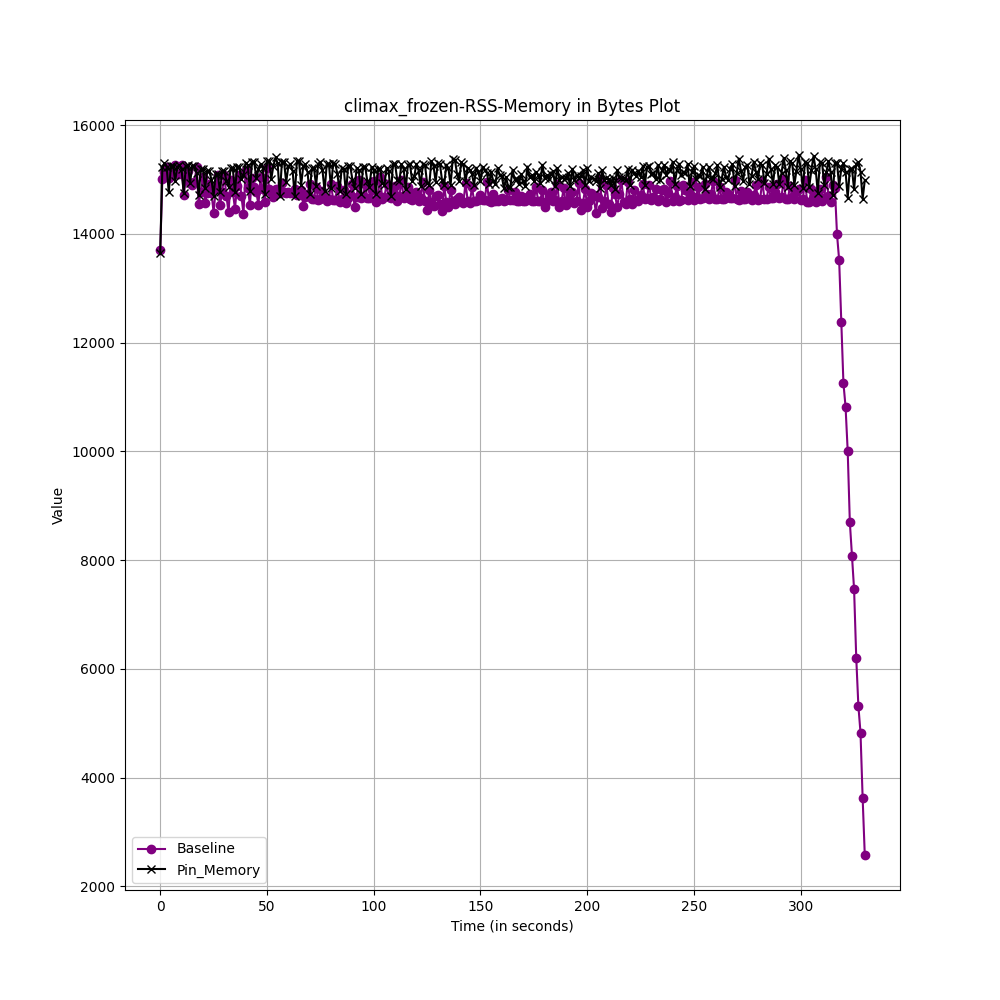 climax_frozen-RSS-Memory in Bytes Plot
16000
14000
12000
10000
8000
6000
4000
2000
Value
Baseline
Pin_Memory
0 50 100 150 200 250 300
Time (in seconds)